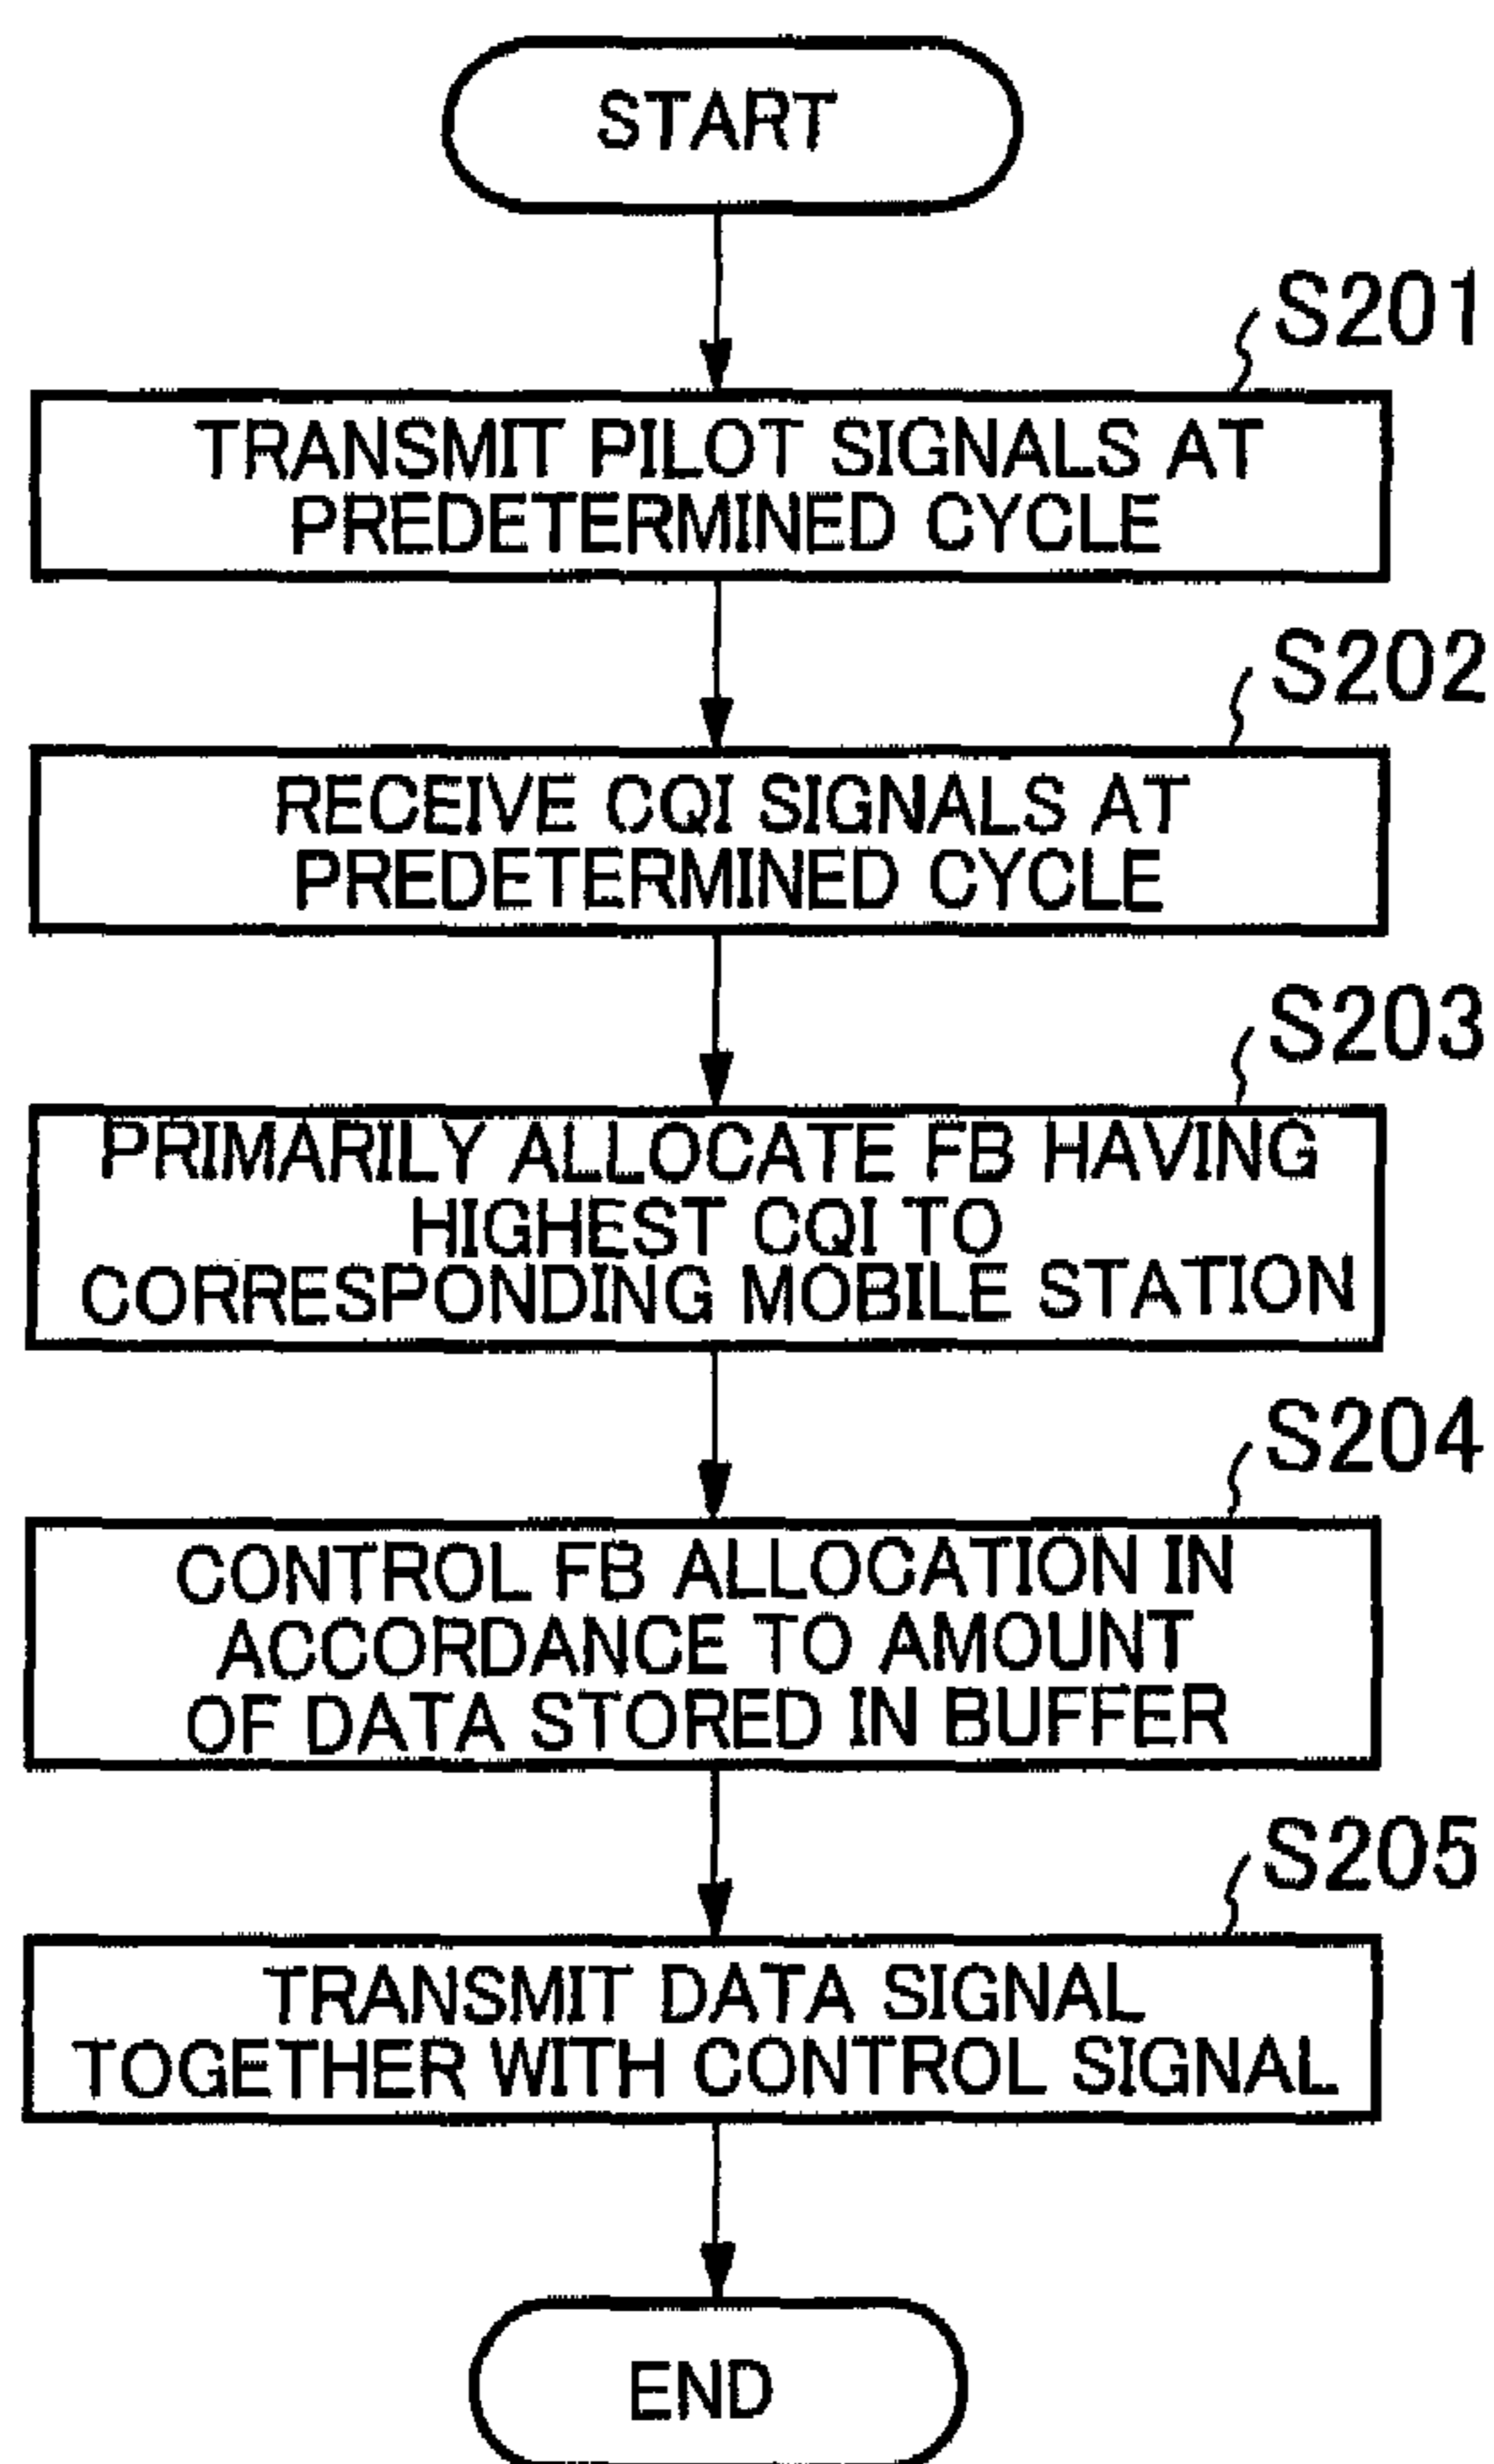 START
S201
TRANSMIT PILOT SIGNALS AT
PREDETERMINED CYCLE
S202
RECEIVE CQI SIGNALS AT
PREDETERMINED CYCLE
S203
PRIMARILY ALLOCATE FB HAVING
HIGHEST CQI TO
CORRESPONDING MOBILE STATION
S204
CONTROL FB ALLOCATION IN
ACCORDANCE TO AMOUNT
OF DATA STORED IN BUFFER
S205
TRANSMIT DATA SIGNAL
TOGETHER WITH CONTROL SIGNAL
END